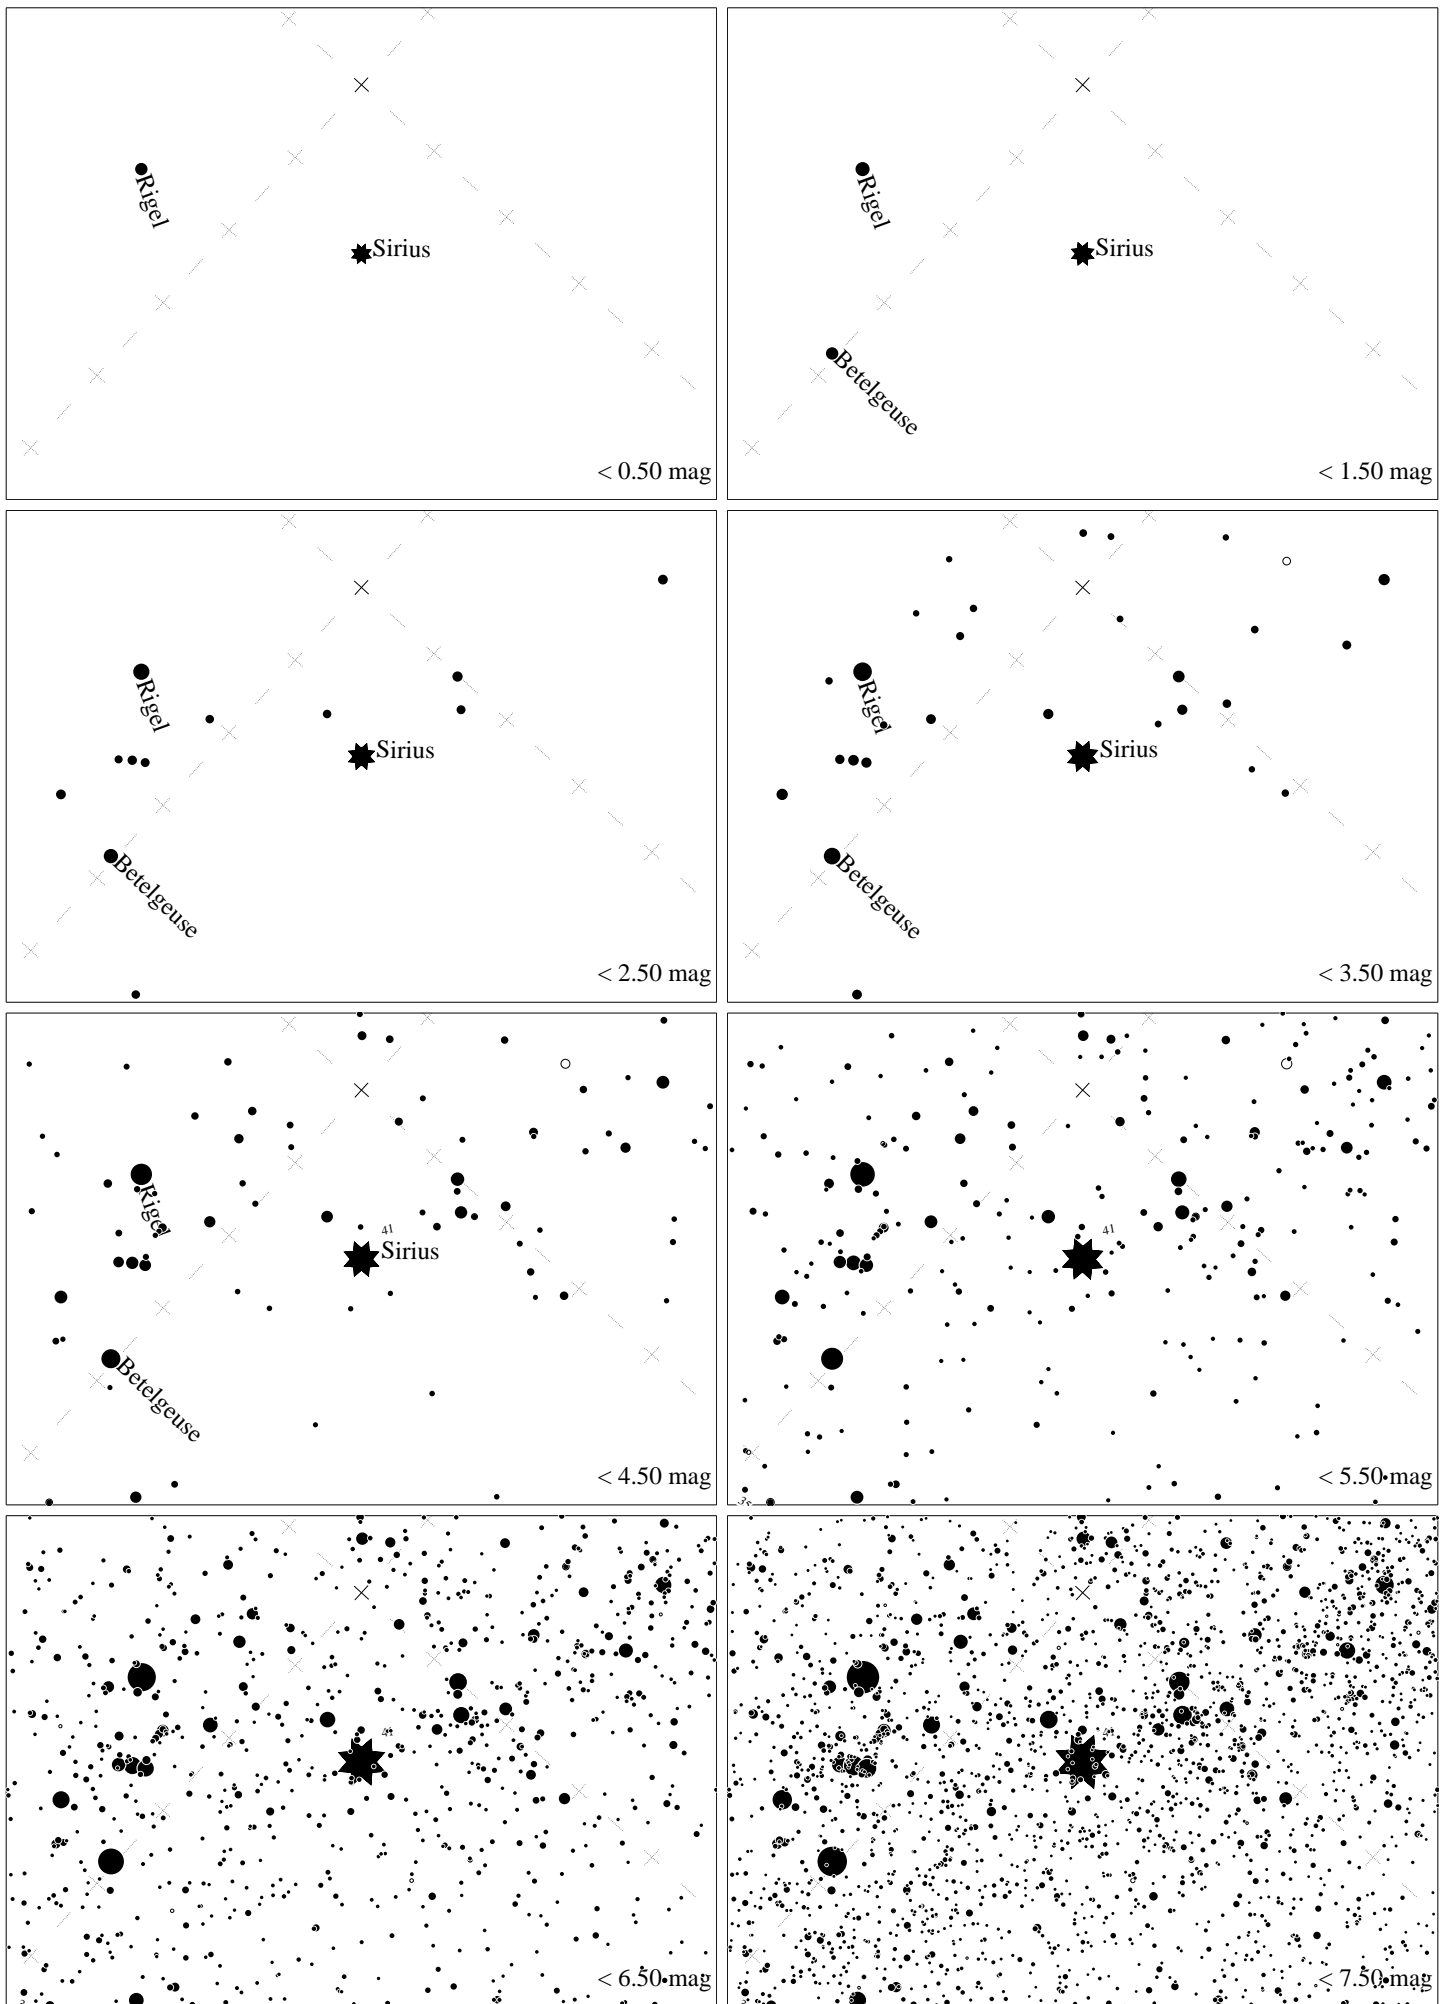 Rigel
Sirius
< 0.50 mag
Rigel
Sirius
Betelgeuse
< 1.50 mag
Rigel
Sirius
Betelgeuse
< 2.50 mag
Rigel
Sirius
Betelgeuse
< 3.50 mag
Rigel
41
Sirius
Betelgeuse
< 4.50 mag
41
< 5.50 mag
< 6.50 mag
< 7.50 mag